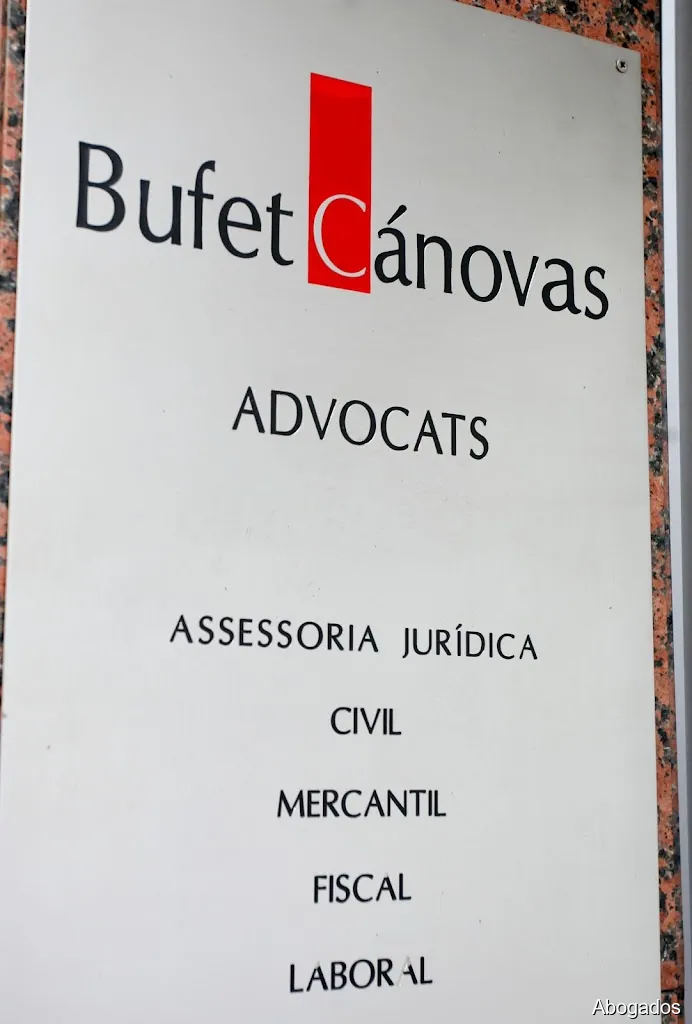 Bufet Cánovas
ADVOCATS
ASSESSORIA JURÍDICA
CIVIL
MERCANTIL
FISCAL
LABORAL
Abogados